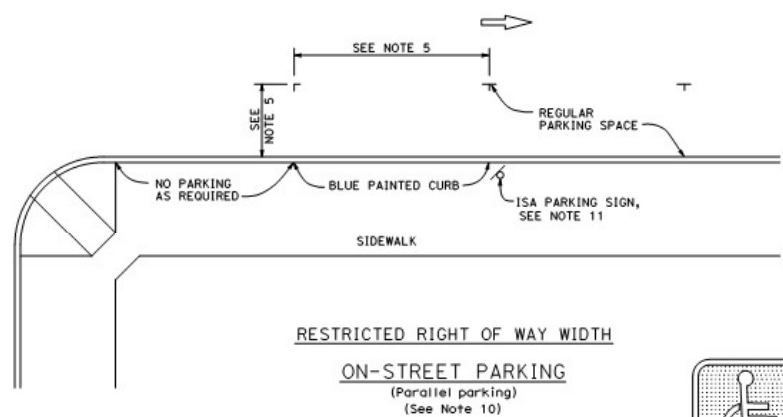 SEE NOTE 5
SEE
NOTE 5
REGULAR
PARKING SPACE
NO PARKING
AS REQUIRED
BLUE PAINTED CURB
ISA PARKING SIGN,
SEE NOTE 11
SIDEWALK
RESTRICTED RIGHT OF WAY WIDTH
ON-STREET PARKING
(Parallel parking)
(See Note 10)